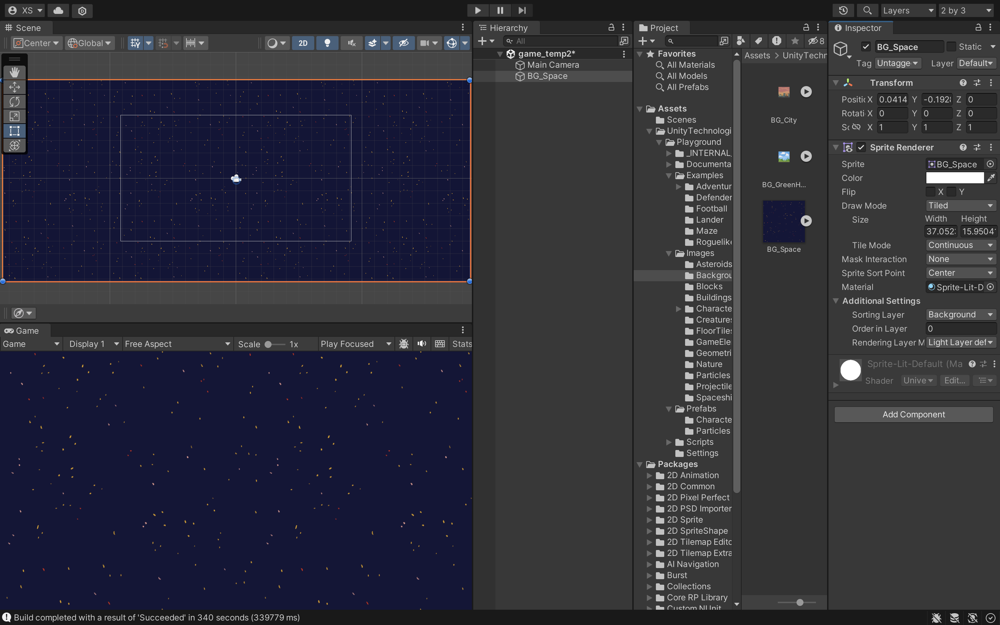 XS
Layers
2 by 3
Scene
Center
Global
2D
Game
Game
Display 1
Free Aspect
Scale
1x
Play Focused
Stats
Hierarchy
All
game_temp2*
Main Camera
BG_Space
Project
8
Favorites
All Materials
All Models
All Prefabs
Assets
Scenes
UnityTechnologi
Playground
_INTERNAL_
Documenta
Examples
Adventur
Defender
Football
Lander
Maze
Roguelike
Images
Asteroids
Backgrou
Blocks
Buildings
Characte
Creatures
FloorTiles
GameEle
Geometri
Nature
Particles
Projectile
Spaceshi
Prefabs
Characte
Particles
Scripts
Settings
Packages
2D Animation
2D Common
2D Pixel Perfect
2D PSD Importer
2D Sprite
2D SpriteShape
2D Tilemap Edito
2D Tilemap Extra
AI Navigation
Burst
Collections
Core RP Library
Custom NUnit
Assets > UnityTechn
BG_City
BG_GreenH...
BG_Space
Inspector
BG_Space
Static
Tag Untagge Layer Default
Transform
Positic X 0.0414 Y -0.192 Z 0
Rotati X 0 Y 0 Z 0
Sc X 1 Y 1 Z 1
Sprite Renderer
Sprite BG_Space
Color
Flip X Y
Draw Mode Tiled
Size Width Height
37.052 15.9504
Tile Mode Continuous
Mask Interaction None
Sprite Sort Point Center
Material Sprite-Lit-D
Additional Settings
Sorting Layer Background
Order in Layer 0
Rendering Layer M Light Layer def
Sprite-Lit-Default (Ma
Shader Unive Edit...
Add Component
Build completed with a result of 'Succeeded' in 340 seconds (339779 ms)